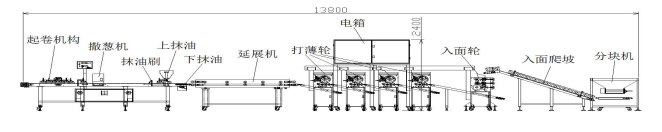 13800
电箱
2400
起卷机构
撒葱机
上抹油
抹油刷
下抹油
延展机
打薄轮
入面轮
入面爬坡
分块机